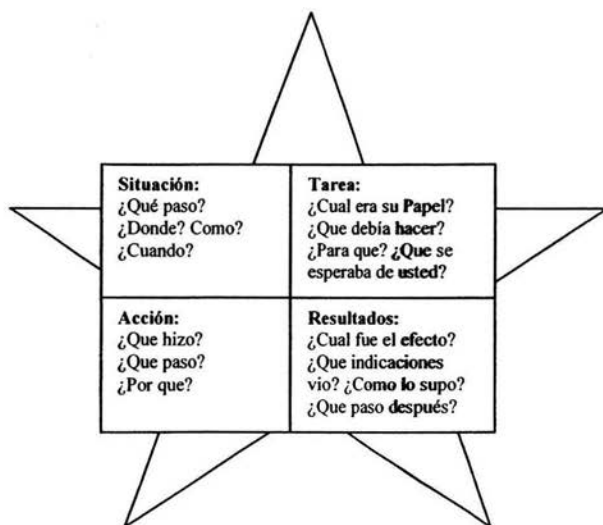 Situación:
¿Qué paso?
¿Donde? Como?
¿Cuando?
Tarea:
¿Cual era su Papel?
¿Que debía hacer?
¿Para que? ¿Que se
esperaba de usted?
Acción:
¿Que hizo?
¿Que paso?
¿Por que?
Resultados:
¿Cual fue el efecto?
¿Que indicaciones
vio? ¿Como lo supo?
¿Que paso después?